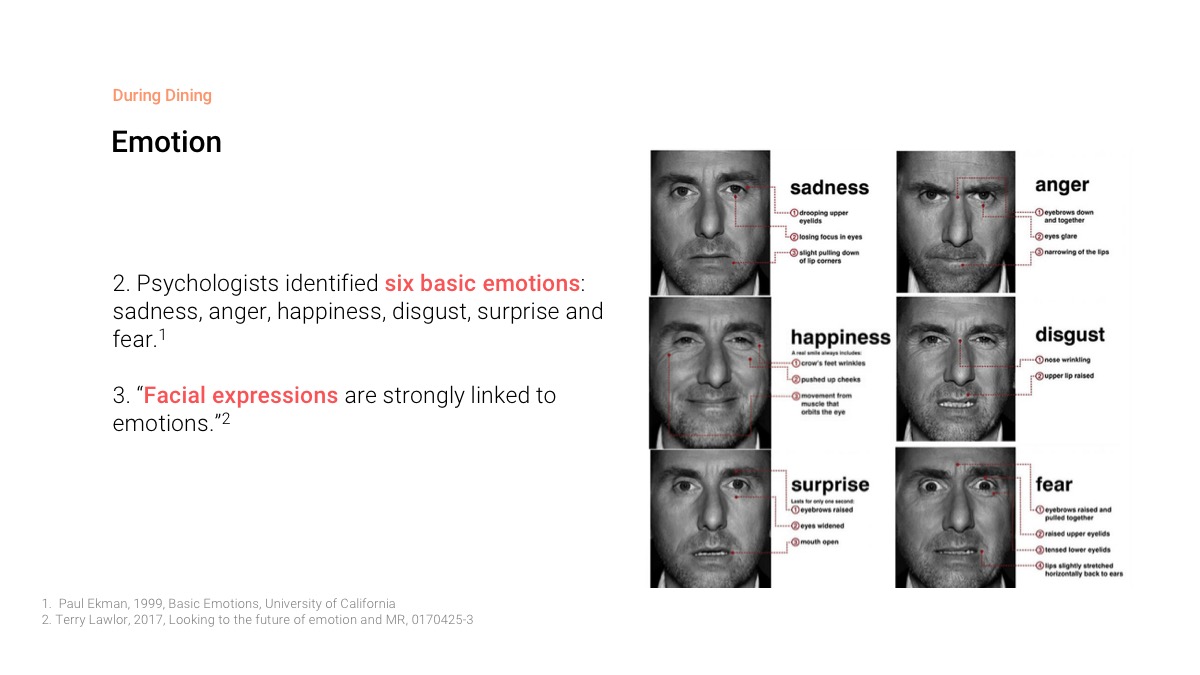 During Dining
Emotion
2. Psychologists identified six basic emotions:
sadness, anger, happiness, disgust, surprise and
fear.1
3. “Facial expressions are strongly linked to
emotions.”2
sadness
1 drooping upper
eyelids
2 losing focus in eyes
3 slight pulling down
of lip corners
anger
1 eyebrows down
and together
2 eyes glare
3 narrowing of the lips
happiness
A real smile always includes:
1 crow's feet wrinkles
2 pushed up cheeks
3 movement from
muscle that
orbits the eye
disgust
1 nose wrinkling
2 upper lip raised
surprise
Lasts for only one second:
1 eyebrows raised
2 eyes widened
3 mouth open
fear
1 eyebrows raised and
pulled together
2 raised upper eyelids
3 tensed lower eyelids
4 lips slightly stretched
horizontally back to ears
1. Paul Ekman, 1999, Basic Emotions, University of California
2. Terry Lawlor, 2017, Looking to the future of emotion and MR, 0170425-3